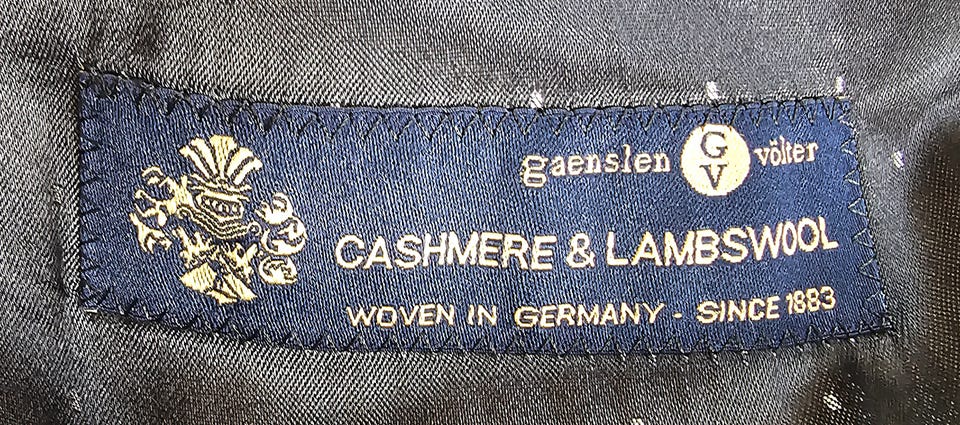 gaenslen GV völter
CASHMERE & LAMBSWOOL
WOVEN IN GERMANY - SINCE 1883